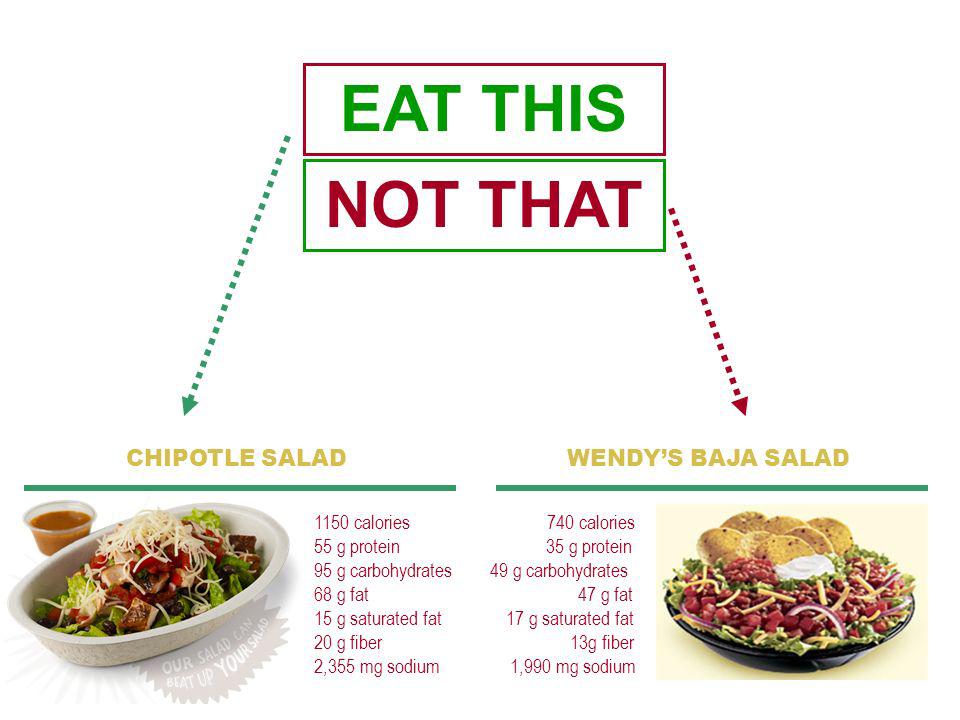 EAT THIS
NOT THAT
CHIPOTLE SALAD
1150 calories
55 g protein
95 g carbohydrates
68 g fat
15 g saturated fat
20 g fiber
2,355 mg sodium
OUR SALAD CAN
BEAT UP YOUR SALAD
WENDY’S BAJA SALAD
740 calories
35 g protein
49 g carbohydrates
47 g fat
17 g saturated fat
13g fiber
1,990 mg sodium